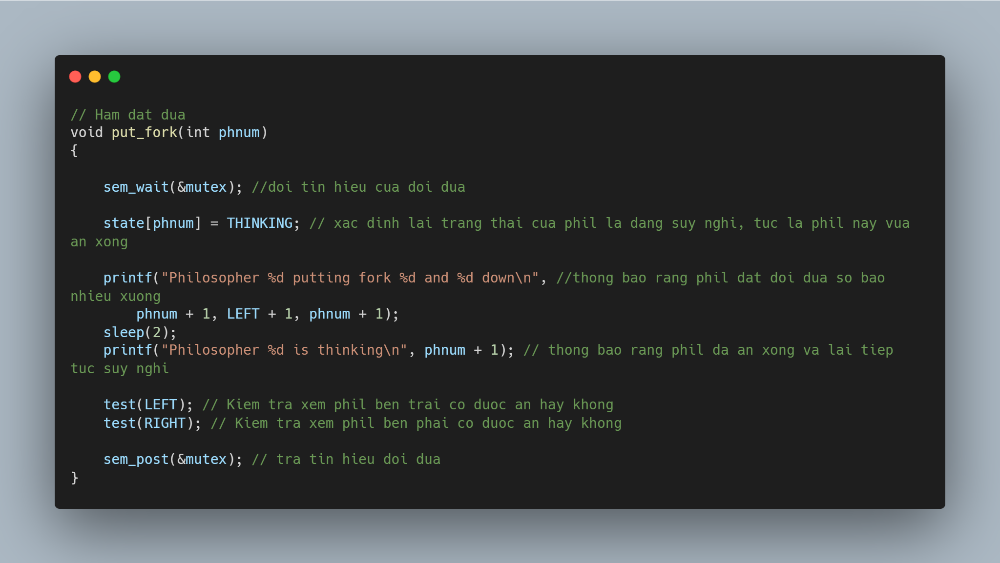 // Ham dat dua
void put_fork(int phnum)
{
sem_wait(&mutex); //doi tin hieu cua doi dua
state[phnum] = THINKING; // xac dinh lai trang thai cua phil la dang suy nghi, tuc la phil nay vua
an xong
printf("Philosopher %d putting fork %d and %d down\n", //thong bao rang phil dat doi dua so bao
nhieu xuong
phnum + 1, LEFT + 1, phnum + 1);
sleep(2);
printf("Philosopher %d is thinking\n", phnum + 1); // thong bao rang phil da an xong va lai tiep
tuc suy nghi
test(LEFT); // Kiem tra xem phil ben trai co duoc an hay khong
test(RIGHT); // Kiem tra xem phil ben phai co duoc an hay khong
sem_post(&mutex); // tra tin hieu doi dua
}